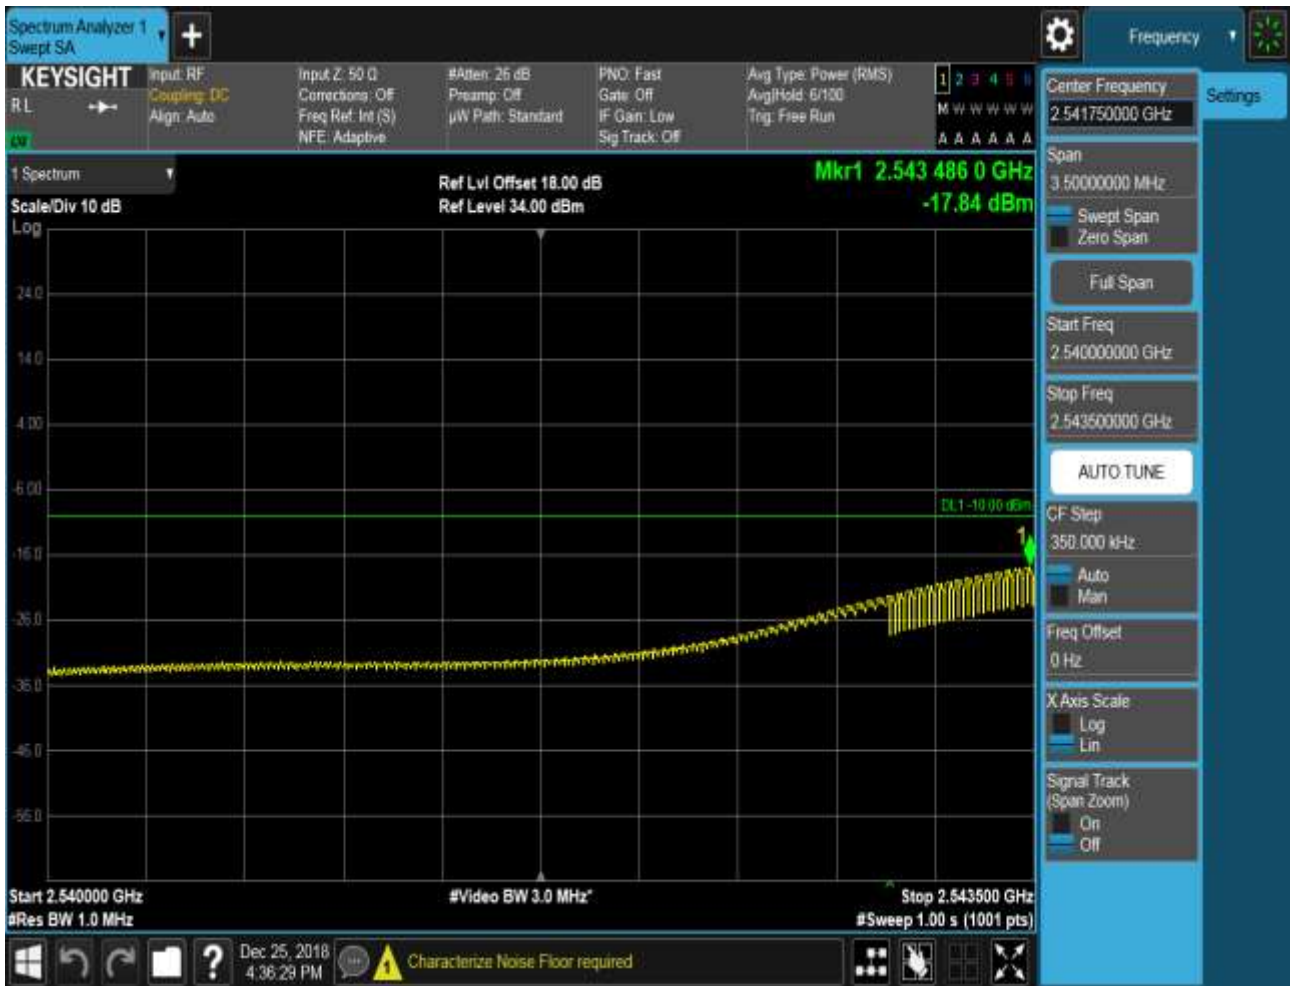 Spectrum Analyzer 1
Swept SA
Frequency
KEYSIGHT
R L
Input: RF
Coupling: DC
Align: Auto
Input Z: 50 Ω
Corrections: Off
Freq Ref: Int (S)
NFE: Adaptive
#Atten: 26 dB
Preamp: Off
µW Path: Standard
PNO: Fast
Gate: Off
IF Gain: Low
Sig Track: Off
Avg Type: Power (RMS)
Avg|Hold: 6/100
Trig: Free Run
1 2 3 4 5 6
M W W W W W
A A A A A A
Center Frequency
2.541750000 GHz
Settings
Span
3.50000000 MHz
Swept Span
Zero Span
Full Span
Start Freq
2.540000000 GHz
Stop Freq
2.543500000 GHz
AUTO TUNE
CF Step
350.000 kHz
Auto
Man
Freq Offset
0 Hz
X Axis Scale
Log
Lin
Signal Track
(Span Zoom)
On
Off
1 Spectrum
Scale/Div 10 dB
Log
Ref Lvl Offset 18.00 dB
Ref Level 34.00 dBm
Mkr1 2.543 486 0 GHz
-17.84 dBm
24.0
14.0
4.00
-6.00
DL1 -10.00 dBm
1
-16.0
-26.0
-36.0
-46.0
-56.0
Start 2.540000 GHz
#Video BW 3.0 MHz*
Stop 2.543500 GHz
#Res BW 1.0 MHz
#Sweep 1.00 s (1001 pts)
?
Dec 25, 2018
4:36:29 PM
1
Characterize Noise Floor required